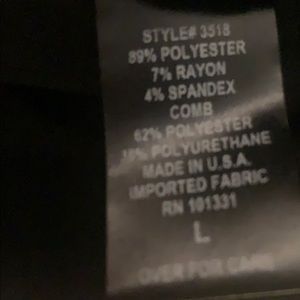 STYLE# 3518
89% POLYESTER
7% RAYON
4% SPANDEX
COMB
62% POLYESTER
POLYURETHANE
MADE IN U.S.A.
IMPORTED FABRIC
RN 101331
L
OVER FOR CARE